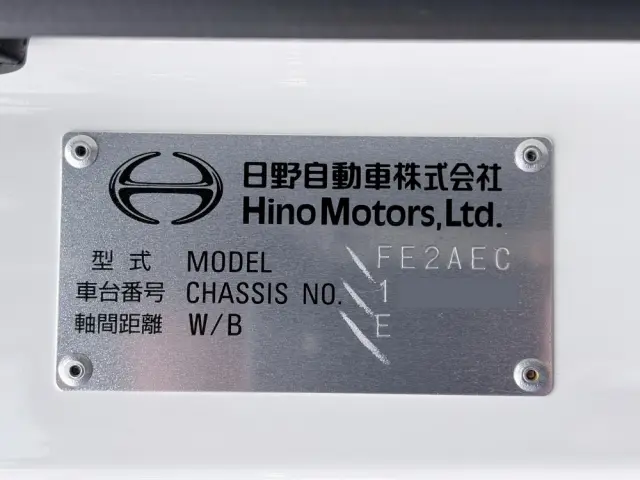 日野自動車株式会社
Hino Motors, Ltd.
型式 MODEL FE2AEC
車台番号 CHASSIS NO. 1
軸間距離 W/B E